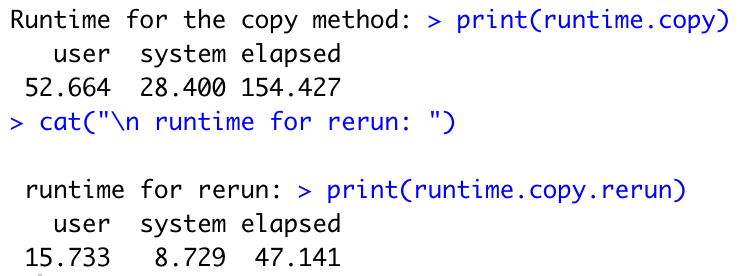 Runtime for the copy method: > print(runtime.copy)
user system elapsed
52.664 28.400 154.427
> cat("\n runtime for rerun: ")
runtime for rerun: > print(runtime.copy.rerun)
user system elapsed
15.733 8.729 47.141